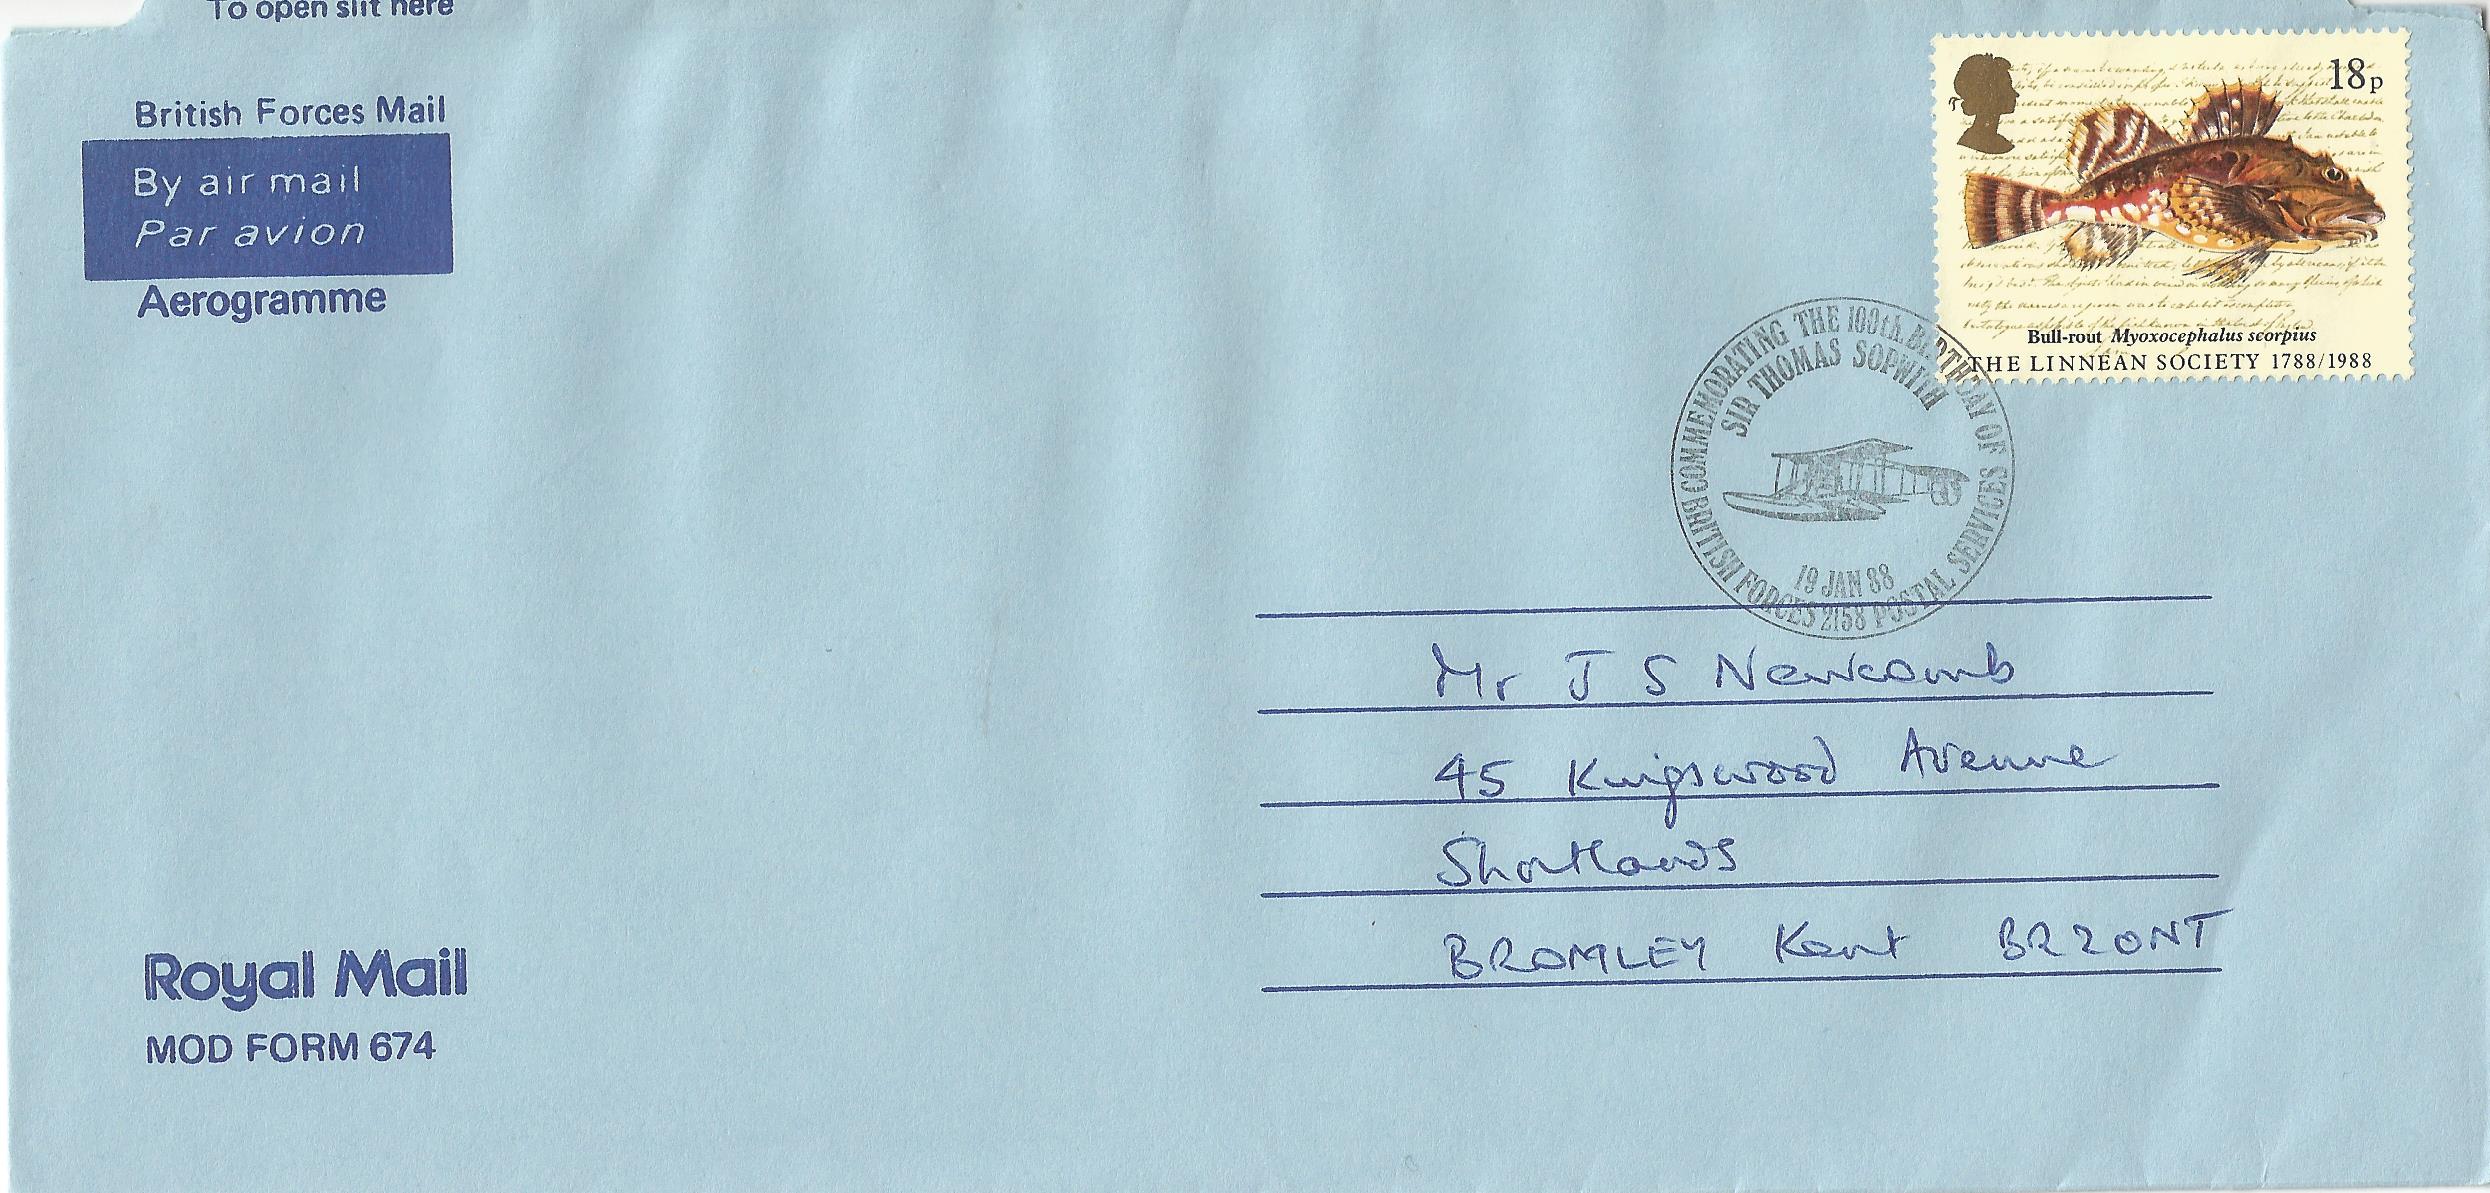 To open slit here
British Forces Mail
By air mail
Par avion
Aerogramme
18p
Bull-rout Myoxocephalus scorpius
THE LINNEAN SOCIETY 1788/1988
COMMEMORATING THE 100th BIRTHDAY OF
SIR THOMAS SOPWITH
19 JAN 88
BRITISH FORCES 2158 POSTAL SERVICES
Mr J S Newcomb
45 Kingswood Avenue
Shortlands
BROMLEY Kent BR2 0NT
Royal Mail
MOD FORM 674